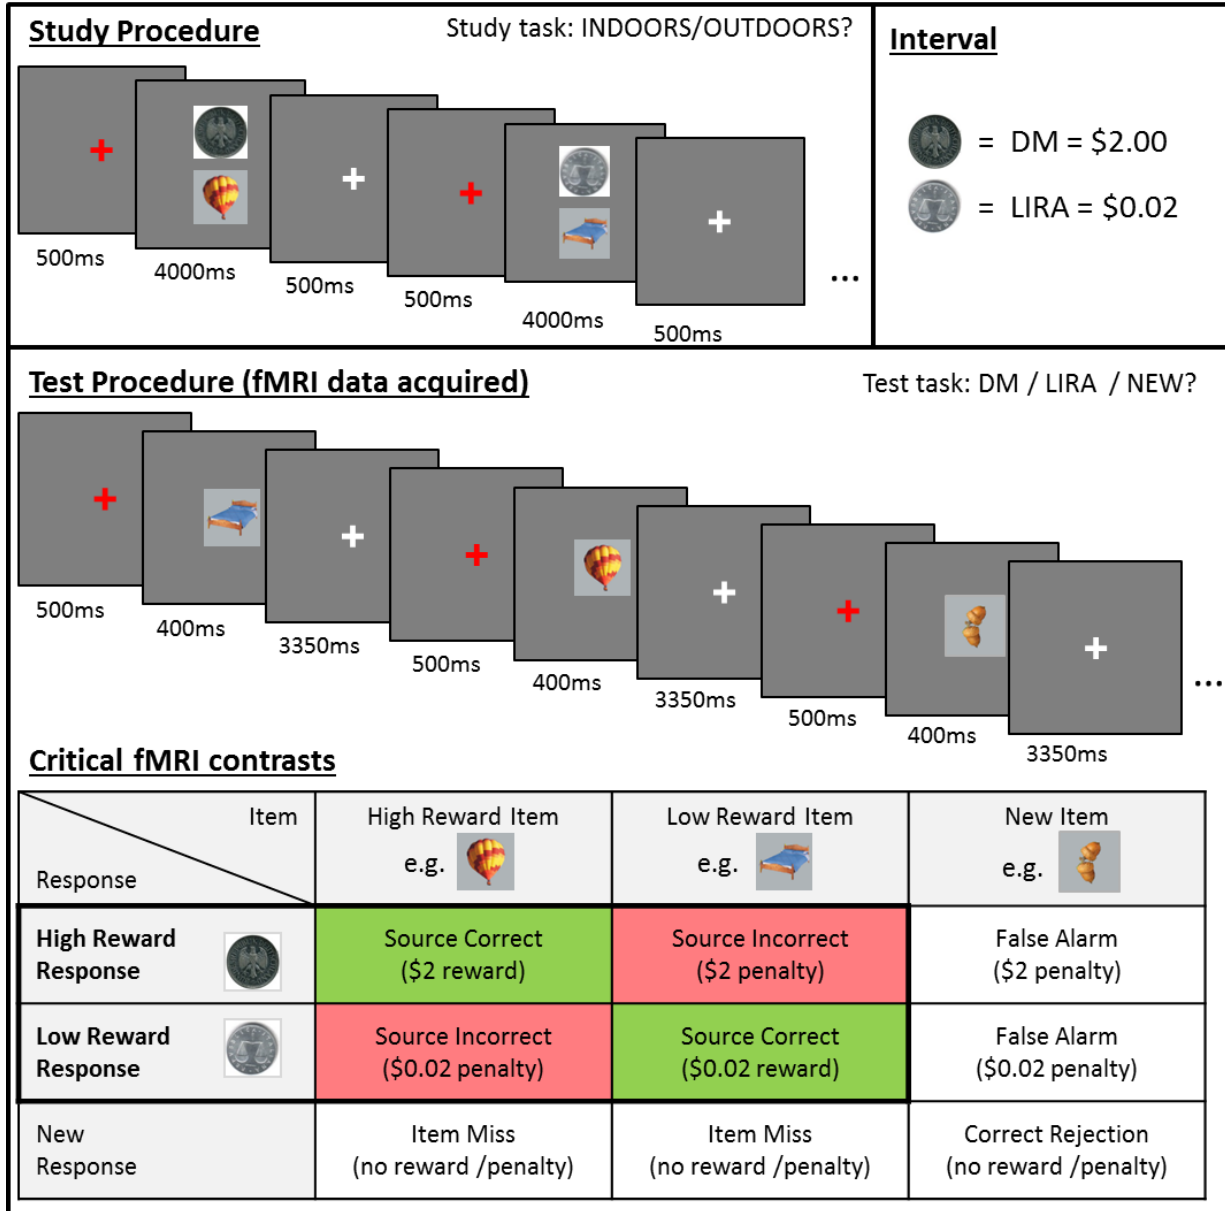 Study Procedure
Study task: INDOORS/OUTDOORS?
500ms
4000ms
500ms
500ms
4000ms
500ms
...
Interval
= DM = $2.00
= LIRA = $0.02
Test Procedure (fMRI data acquired)
Test task: DM / LIRA / NEW?
500ms
400ms
3350ms
500ms
400ms
3350ms
500ms
400ms
3350ms
...
Critical fMRI contrasts
Item
Response
High Reward Item
e.g.
Low Reward Item
e.g.
New Item
e.g.
High Reward
Response
Source Correct
($2 reward)
Source Incorrect
($2 penalty)
False Alarm
($2 penalty)
Low Reward
Response
Source Incorrect
($0.02 penalty)
Source Correct
($0.02 reward)
False Alarm
($0.02 penalty)
New
Response
Item Miss
(no reward /penalty)
Item Miss
(no reward /penalty)
Correct Rejection
(no reward /penalty)